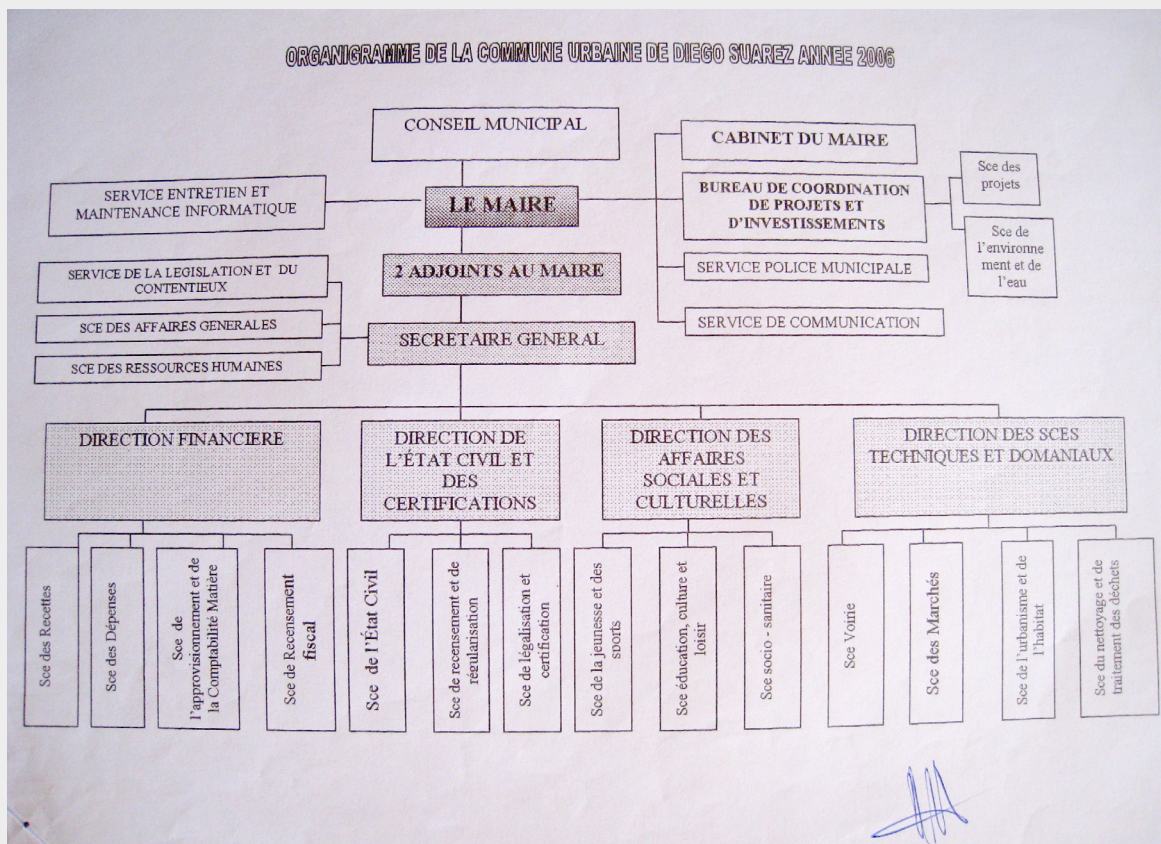 ORGANIGRAMME DE LA COMMUNE URBAINE DE DIEGO SUAREZ ANNEE 2006
CONSEIL MUNICIPAL
CABINET DU MAIRE
SERVICE ENTRETIEN ET
MAINTENANCE INFORMATIQUE
LE MAIRE
BUREAU DE COORDINATION
DE PROJETS ET
D'INVESTISSEMENTS
Sce des
projets
Sce de
l'environne
ment et de
l'eau
SERVICE DE LA LEGISLATION ET DU
CONTENTIEUX
2 ADJOINTS AU MAIRE
SERVICE POLICE MUNICIPALE
SCE DES AFFAIRES GENERALES
SECRETAIRE GENERAL
SERVICE DE COMMUNICATION
SCE DES RESSOURCES HUMAINES
DIRECTION FINANCIERE
DIRECTION DE
L'ÉTAT CIVIL ET
DES
CERTIFICATIONS
DIRECTION DES
AFFAIRES
SOCIALES ET
CULTURELLES
DIRECTION DES SCES
TECHNIQUES ET DOMANIAUX
Sce des Recettes
Sce des Dépenses
Sce de
l'approvisionnement et de
la Comptabilité Matière
Sce de Recensement
fiscal
Sce de l'État Civil
Sce de recensement et de
régularisation
Sce de légalisation et
certification
Sce de la jeunesse et des
sports
Sce éducation, culture et
loisir
Sce socio - sanitaire
Sce Voirie
Sce des Marchés
Sce de l'urbanisme et de
l'habitat
Sce du nettoyage et de
traitement des déchets